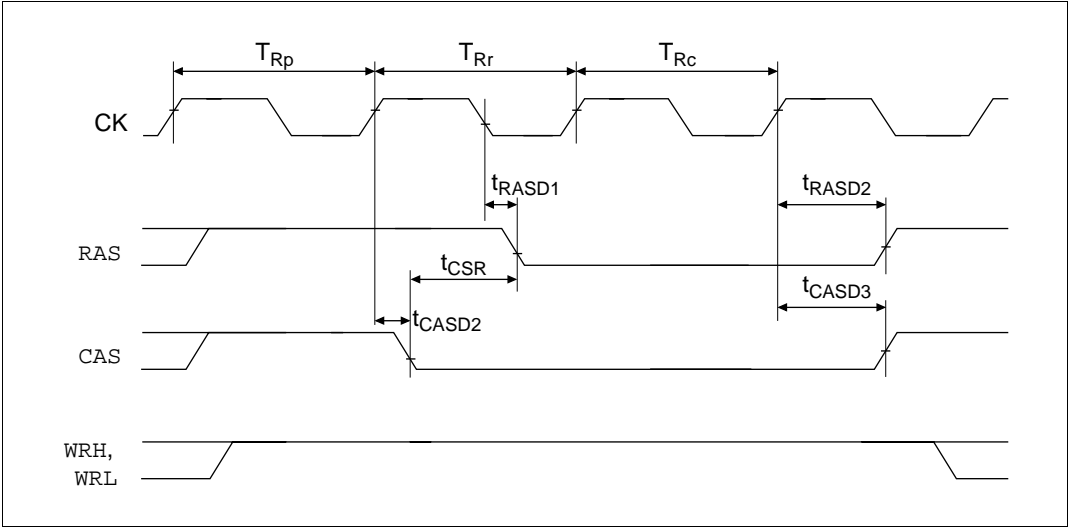 T_Rp T_Rr T_Rc
CK
t_RASD1 t_RASD2
RAS
t_CSR
t_CASD3
t_CASD2
CAS
WRH,
WRL